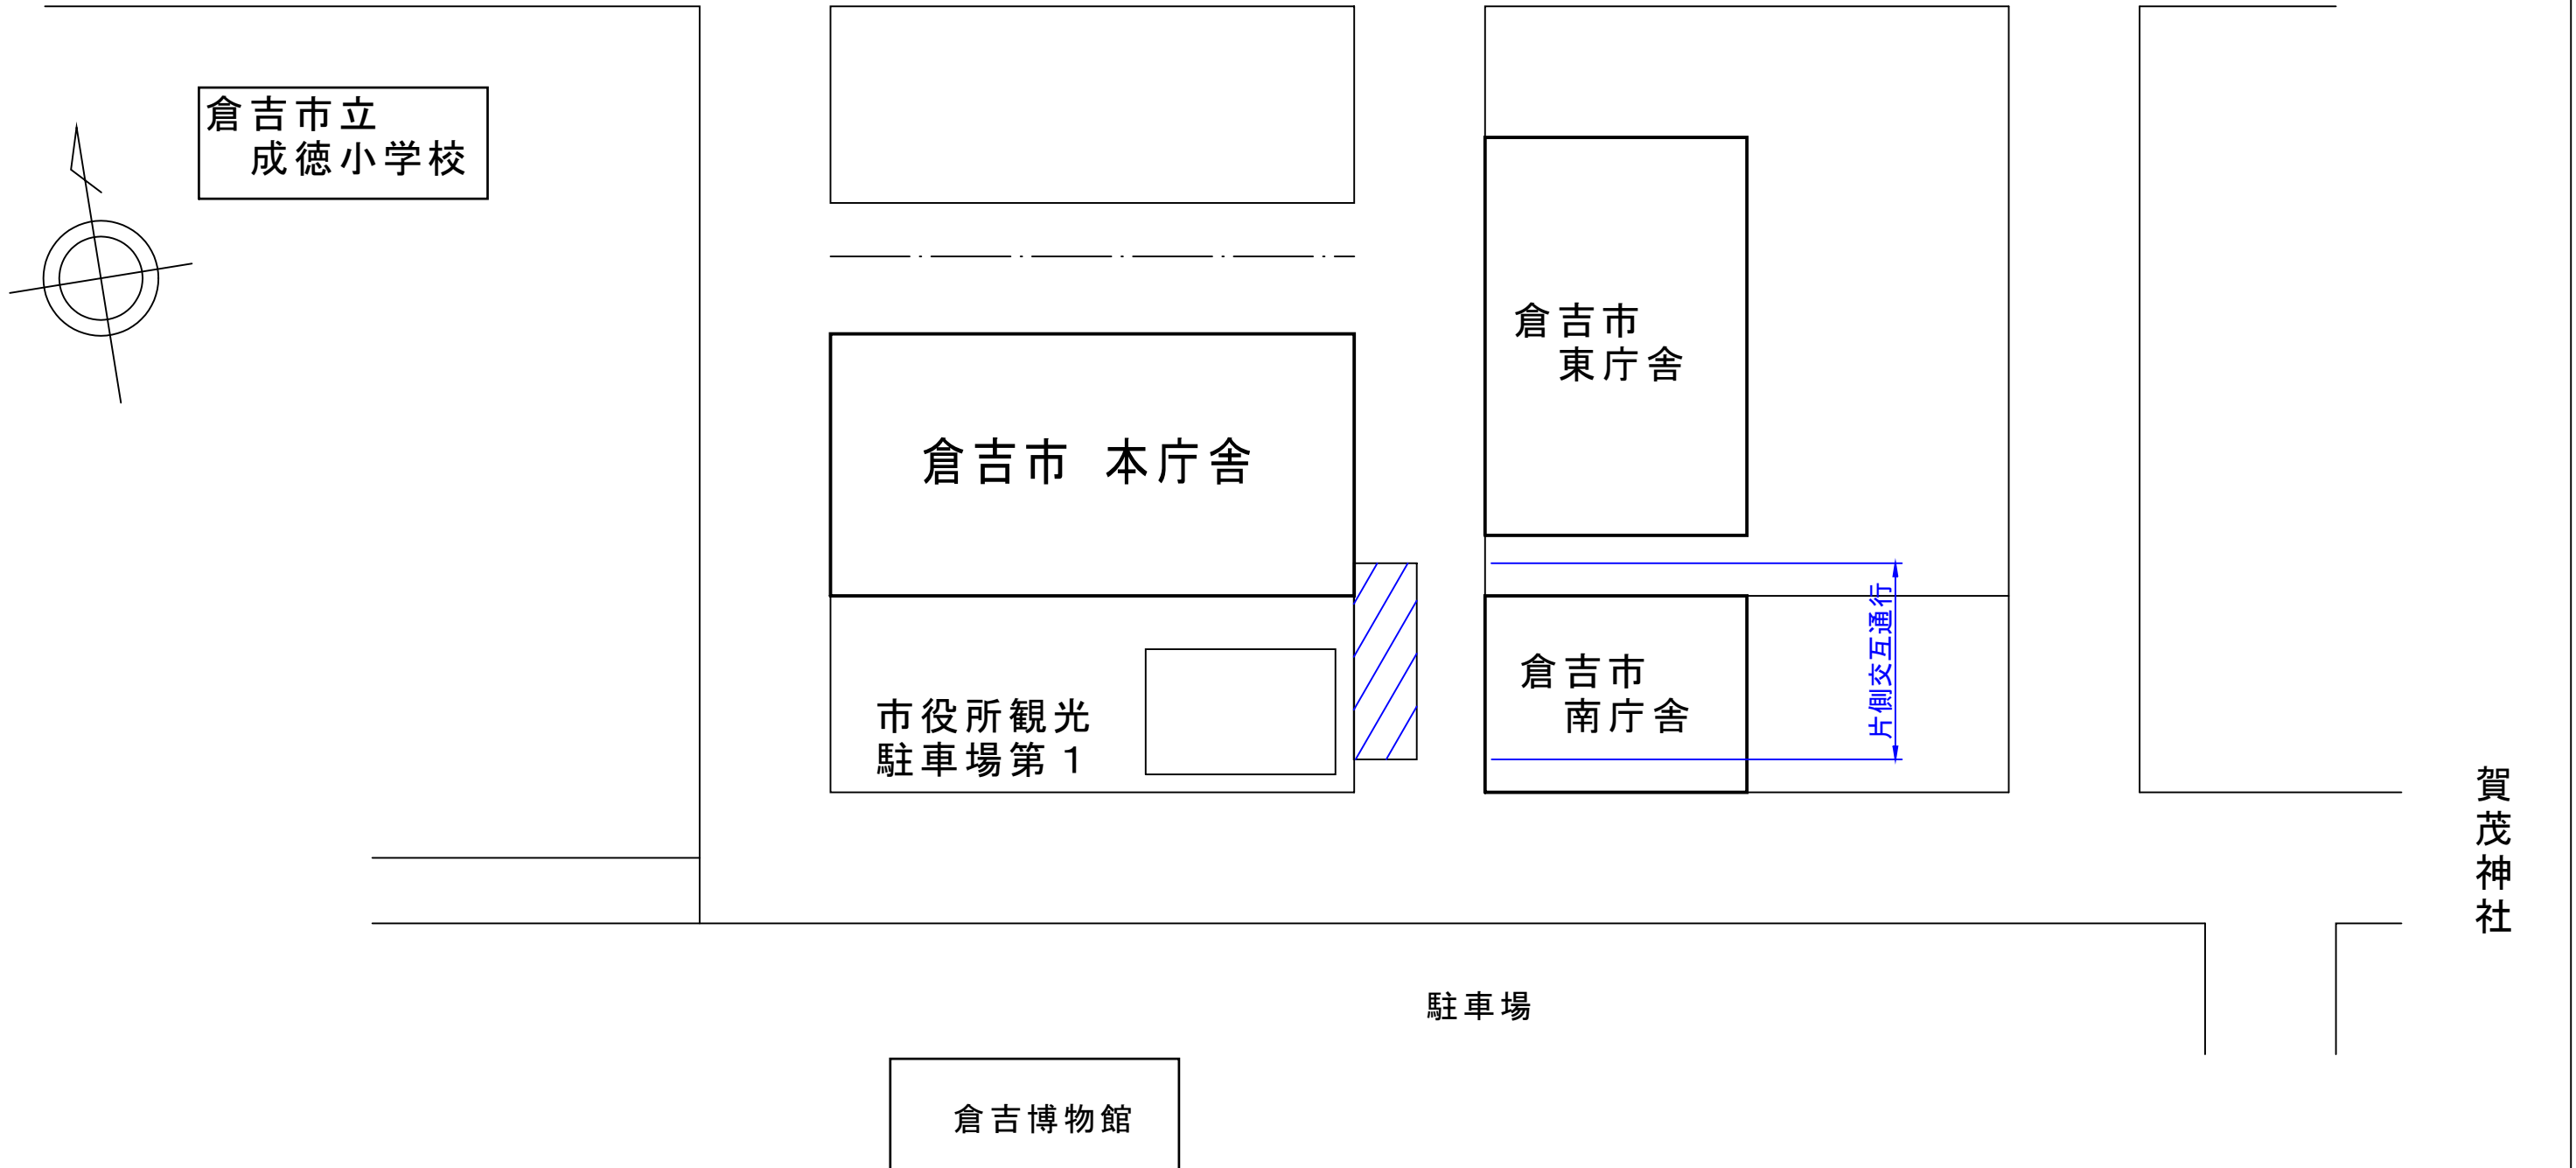 倉吉市立
成徳小学校
倉吉市
東庁舎
倉吉市 本庁舎
片側交互通行
倉吉市
南庁舎
市役所観光
駐車場第1
賀茂神社
駐車場
倉吉博物館